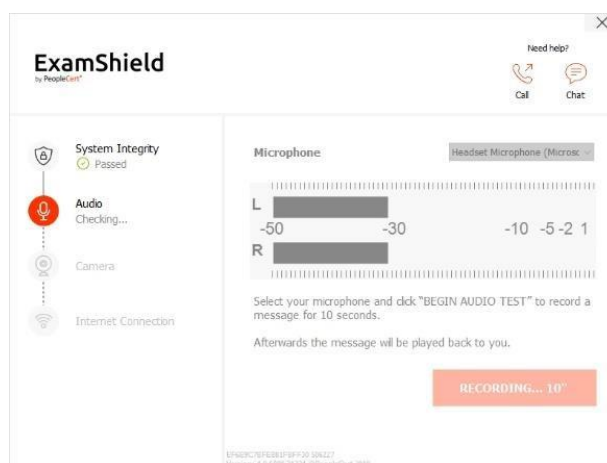 Need help?
ExamShield
by PeopleCert
Call
Chat
System Integrity
Passed
Microphone
Headset Microphone (Microsc
Audio
Checking...
L
-50 -30 -10 -5 -2 1
R
Camera
Select your microphone and click "BEGIN AUDIO TEST" to record a
message for 10 seconds.
Internet Connection
Afterwards the message will be played back to you.
RECORDING... 10"